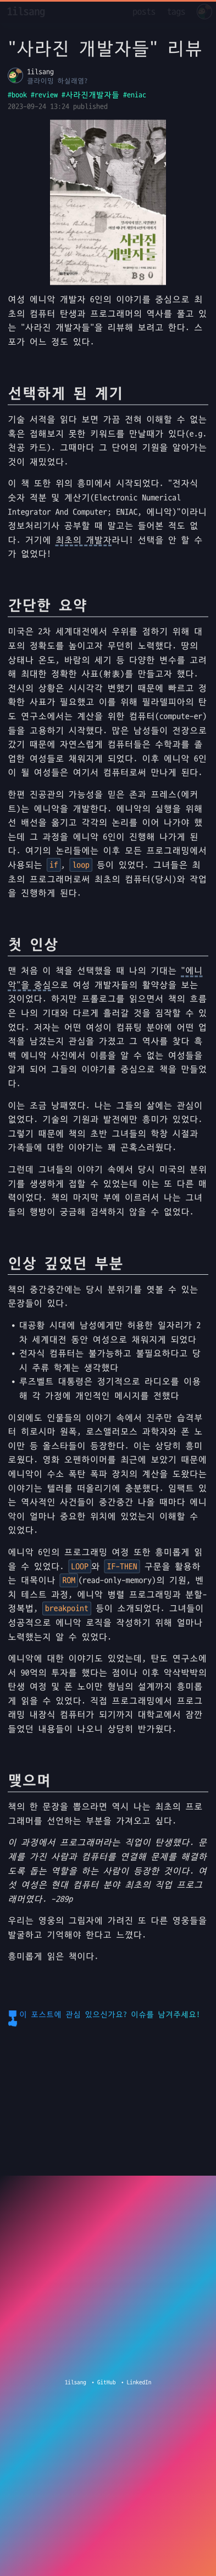 1ilsang
posts
tags
"사라진 개발자들" 리뷰
1ilsang
클라이밍 하실래염?
#book #review #사라진개발자들 #eniac
2023-09-24 13:24 published
사라진
개발자들
여성 에니악 개발자 6인의 이야기를 중심으로 최
초의 컴퓨터 탄생과 프로그래머의 역사를 풀고 있
는 "사라진 개발자들"을 리뷰해 보려고 한다. 스
포가 어느 정도 있다.
선택하게 된 계기
기술 서적을 읽다 보면 가끔 전혀 이해할 수 없는
혹은 접해보지 못한 키워드를 만날때가 있다(e.g.
천공 카드). 그때마다 그 단어의 기원을 알아가는
것이 재밌었다.
이 책 또한 위의 흥미에서 시작되었다. "전자식
숫자 적분 및 계산기(Electronic Numerical
Integrator And Computer; ENIAC, 에니악)"이라니
정보처리기사 공부할 때 말고는 들어본 적도 없
다. 거기에 최초의 개발자라니! 선택을 안 할 수
가 없었다!
간단한 요약
미국은 2차 세계대전에서 우위를 점하기 위해 대
포의 정확도를 높이고자 무던히 노력했다. 땅의
상태나 온도, 바람의 세기 등 다양한 변수를 고려
해 최대한 정확한 사표(射表)를 만들고자 했다.
전시의 상황은 시시각각 변했기 때문에 빠르고 정
확한 사표가 필요했고 이를 위해 필라델피아의 탄
도 연구소에서는 계산을 위한 컴퓨터(compute-er)
들을 고용하기 시작했다. 많은 남성들이 전장으로
갔기 때문에 자연스럽게 컴퓨터들은 수학과를 졸
업한 여성들로 채워지게 되었다. 이후 에니악 6인
이 될 여성들은 여기서 컴퓨터로써 만나게 된다.
한편 진공관의 가능성을 믿은 존과 프레스(에커
트)는 에니악을 개발한다. 에니악의 실행을 위해
선 배선을 옮기고 각각의 논리를 이어 나가야 했
는데 그 과정을 에니악 6인이 진행해 나가게 된
다. 여기의 논리들에는 이후 모든 프로그래밍에서
사용되는 if, loop 등이 있었다. 그녀들은 최
초의 프로그래머로써 최초의 컴퓨터(당시)와 작업
을 진행하게 된다.
첫 인상
맨 처음 이 책을 선택했을 때 나의 기대는 "에니
악"을 중심으로 여성 개발자들의 활약상을 보는
것이었다. 하지만 프롤로그를 읽으면서 책의 흐름
은 나의 기대와 다르게 흘러갈 것을 짐작할 수 있
었다. 저자는 어떤 여성이 컴퓨팅 분야에 어떤 업
적을 남겼는지 관심을 가졌고 그 역사를 찾다 흑
백 에니악 사진에서 이름을 알 수 없는 여성들을
알게 되어 그들의 이야기를 중심으로 책을 만들었
다.
이는 조금 낭패였다. 나는 그들의 삶에는 관심이
없었다. 기술의 기원과 발전에만 흥미가 있었다.
그렇기 때문에 책의 초반 그녀들의 학창 시절과
가족들에 대한 이야기는 꽤 곤혹스러웠다.
그런데 그녀들의 이야기 속에서 당시 미국의 분위
기를 생생하게 접할 수 있었는데 이는 또 다른 매
력이었다. 책의 마지막 부에 이르러서 나는 그녀
들의 행방이 궁금해 검색하지 않을 수 없었다.
인상 깊었던 부분
책의 중간중간에는 당시 분위기를 엿볼 수 있는
문장들이 있다.
• 대공황 시대에 남성에게만 허용한 일자리가 2
차 세계대전 동안 여성으로 채워지게 되었다
• 전자식 컴퓨터는 불가능하고 불필요하다고 당
시 주류 학계는 생각했다
• 루즈벨트 대통령은 정기적으로 라디오를 이용
해 각 가정에 개인적인 메시지를 전했다
이외에도 인물들의 이야기 속에서 진주만 습격부
터 히로시마 원폭, 로스앨러모스 과학자와 폰 노
이만 등 올스타들이 등장한다. 이는 상당히 흥미
로웠다. 영화 오펜하이머를 최근에 보았기 때문에
에니악이 수소 폭탄 폭파 장치의 계산을 도왔다는
이야기는 텔러를 떠올리기에 충분했다. 임팩트 있
는 역사적인 사건들이 중간중간 나올 때마다 에니
악이 얼마나 중요한 위치에 있었는지 이해할 수
있었다.
에니악 6인의 프로그래밍 여정 또한 흥미롭게 읽
을 수 있었다. LOOP와 IF-THEN 구문을 활용하
는 대목이나 ROM(read-only-memory)의 기원, 벤
치 테스트 과정, 에니악 병렬 프로그래밍과 분할-
정복법, breakpoint 등이 소개되었다. 그녀들이
성공적으로 에니악 로직을 작성하기 위해 얼마나
노력했는지 알 수 있었다.
에니악에 대한 이야기도 있었는데, 탄도 연구소에
서 90억의 투자를 했다는 점이나 이후 악삭박박의
탄생 여정 및 폰 노이만 형님의 설계까지 흥미롭
게 읽을 수 있었다. 직접 프로그래밍에서 프로그
래밍 내장식 컴퓨터가 되기까지 대학교에서 잠깐
들었던 내용들이 나오니 상당히 반가웠다.
맺으며
책의 한 문장을 뽑으라면 역시 나는 최초의 프로
그래머를 선언하는 부분을 가져오고 싶다.
이 과정에서 프로그래머라는 직업이 탄생했다. 문
제를 가진 사람과 컴퓨터를 연결해 문제를 해결하
도록 돕는 역할을 하는 사람이 등장한 것이다. 여
섯 여성은 현대 컴퓨터 분야 최초의 직업 프로그
래머였다. -289p
우리는 영웅의 그림자에 가려진 또 다른 영웅들을
발굴하고 기억해야 한다고 느꼈다.
흥미롭게 읽은 책이다.
이 포스트에 관심 있으신가요? 이슈를 남겨주세요!
1ilsang • GitHub • LinkedIn